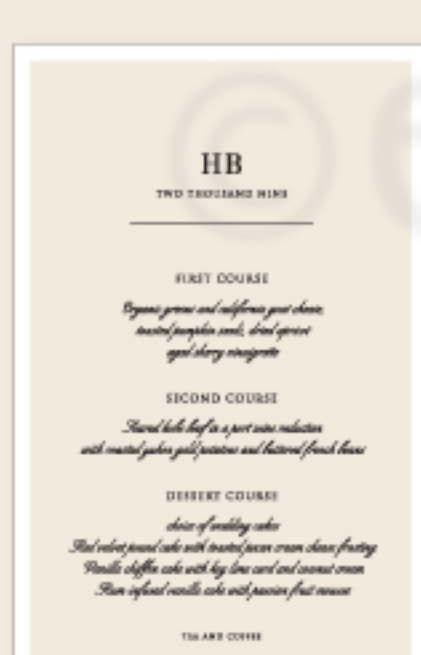 HB
TWO THOUSAND NINE
FIRST COURSE
Organic greens and california goat cheese,
toasted pumpkin seeds, dried apricot
aged sherry vinaigrette
SECOND COURSE
Seared kobe beef in a port wine reduction
with roasted yukon gold potatoes and buttered french beans
DESSERT COURSE
choice of wedding cakes
Red velvet pound cake with toasted pecan cream cheese frosting
Vanilla chiffon cake with key lime curd and coconut cream
Rum infused vanilla cake with passion fruit mousse
TEA AND COFFEE